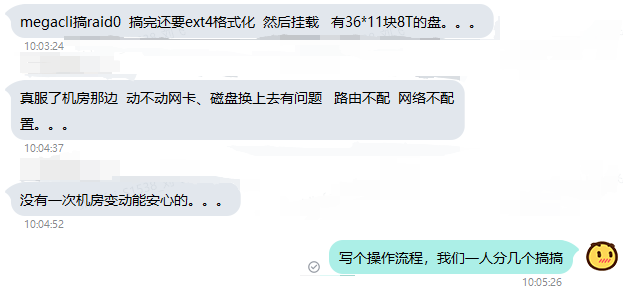 megacli搞raid0  搞完还要ext4格式化  然后挂载   有36*11块8T的盘。。。
10:03:24
真服了机房那边  动不动网卡、磁盘换上去有问题   路由不配  网络不配
置。。。
10:04:37
没有一次机房变动能安心的。。。
10:04:52
写个操作流程，我们一人分几个搞搞
10:05:26